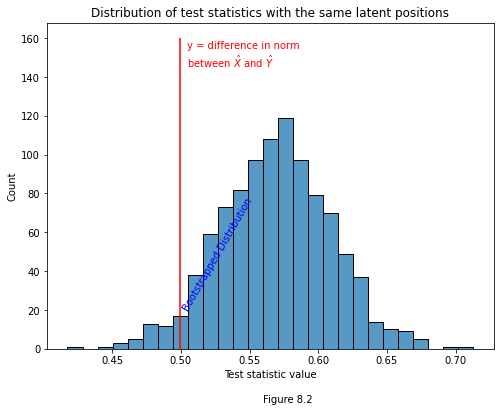 Distribution of test statistics with the same latent positions
160
140
120
100
80
60
40
20
0
Count
y = difference in norm
between X̂ and Ŷ
Bootstrapped Distribution
0.45 0.50 0.55 0.60 0.65 0.70
Test statistic value
Figure 8.2